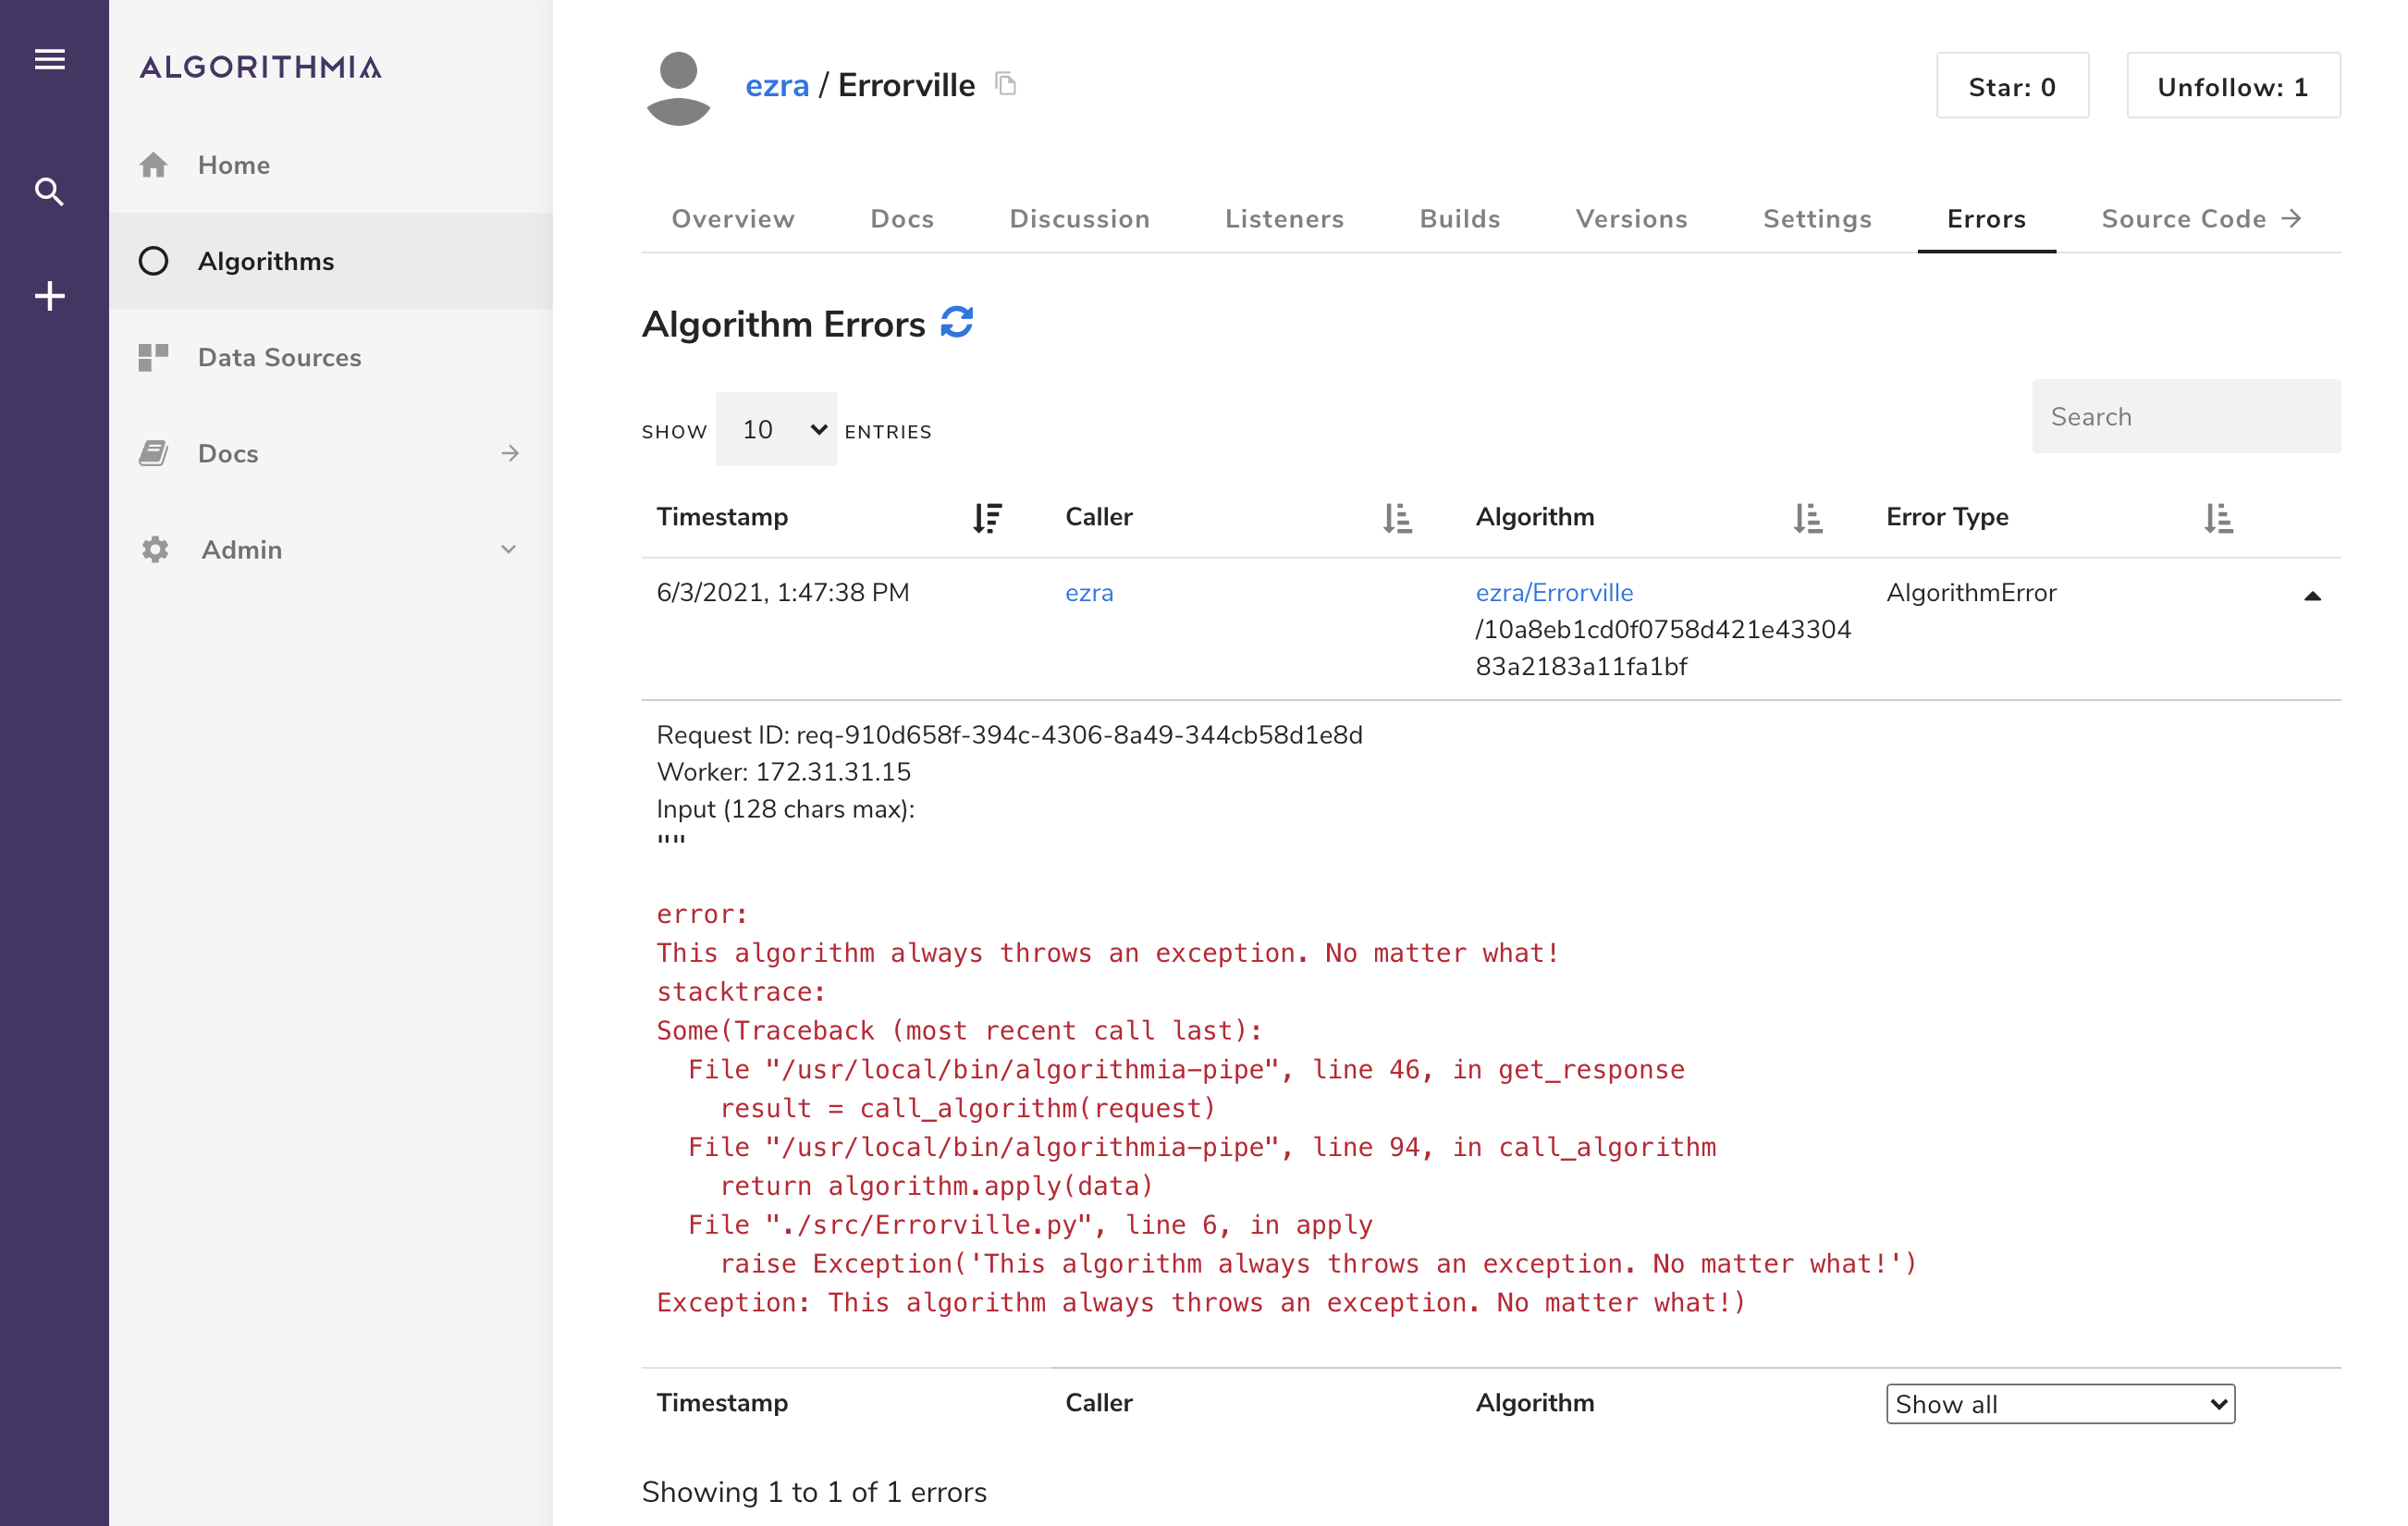 ALGORITHMIA
Home
Algorithms
Data Sources
Docs
Admin
ezra / Errorville
Star: 0
Unfollow: 1
Overview
Docs
Discussion
Listeners
Builds
Versions
Settings
Errors
Source Code →
Algorithm Errors
SHOW 10 ENTRIES
Search
Timestamp
Caller
Algorithm
Error Type
6/3/2021, 1:47:38 PM
ezra
ezra/Errorville
/10a8eb1cd0f0758d421e43304
83a2183a11fa1bf
AlgorithmError
Request ID: req-910d658f-394c-4306-8a49-344cb58d1e8d
Worker: 172.31.31.15
Input (128 chars max):
""
error:
This algorithm always throws an exception. No matter what!
stacktrace:
Some(Traceback (most recent call last):
  File "/usr/local/bin/algorithmia-pipe", line 46, in get_response
    result = call_algorithm(request)
  File "/usr/local/bin/algorithmia-pipe", line 94, in call_algorithm
    return algorithm.apply(data)
  File "./src/Errorville.py", line 6, in apply
    raise Exception('This algorithm always throws an exception. No matter what!')
Exception: This algorithm always throws an exception. No matter what!)
Timestamp
Caller
Algorithm
Show all
Showing 1 to 1 of 1 errors